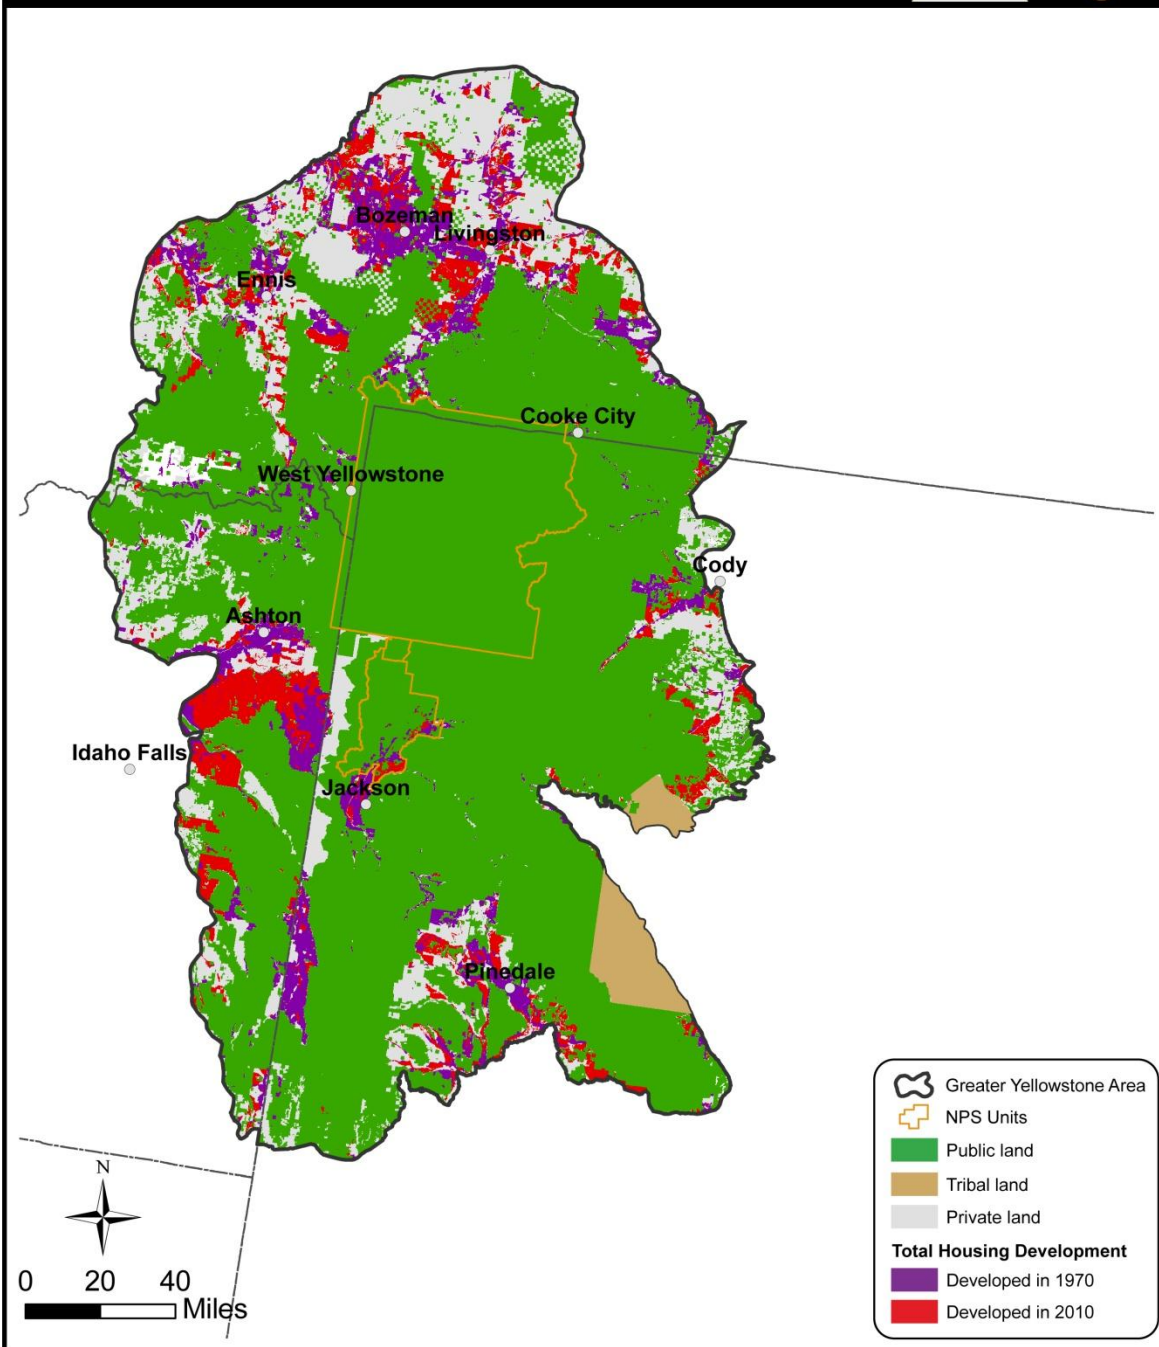 Bozeman
Livingston
Ennis
Cooke City
West Yellowstone
Cody
Ashton
Idaho Falls
Jackson
Pinedale
Greater Yellowstone Area
NPS Units
Public land
Tribal land
Private land
Total Housing Development
Developed in 1970
Developed in 2010
N
0 20 40
Miles